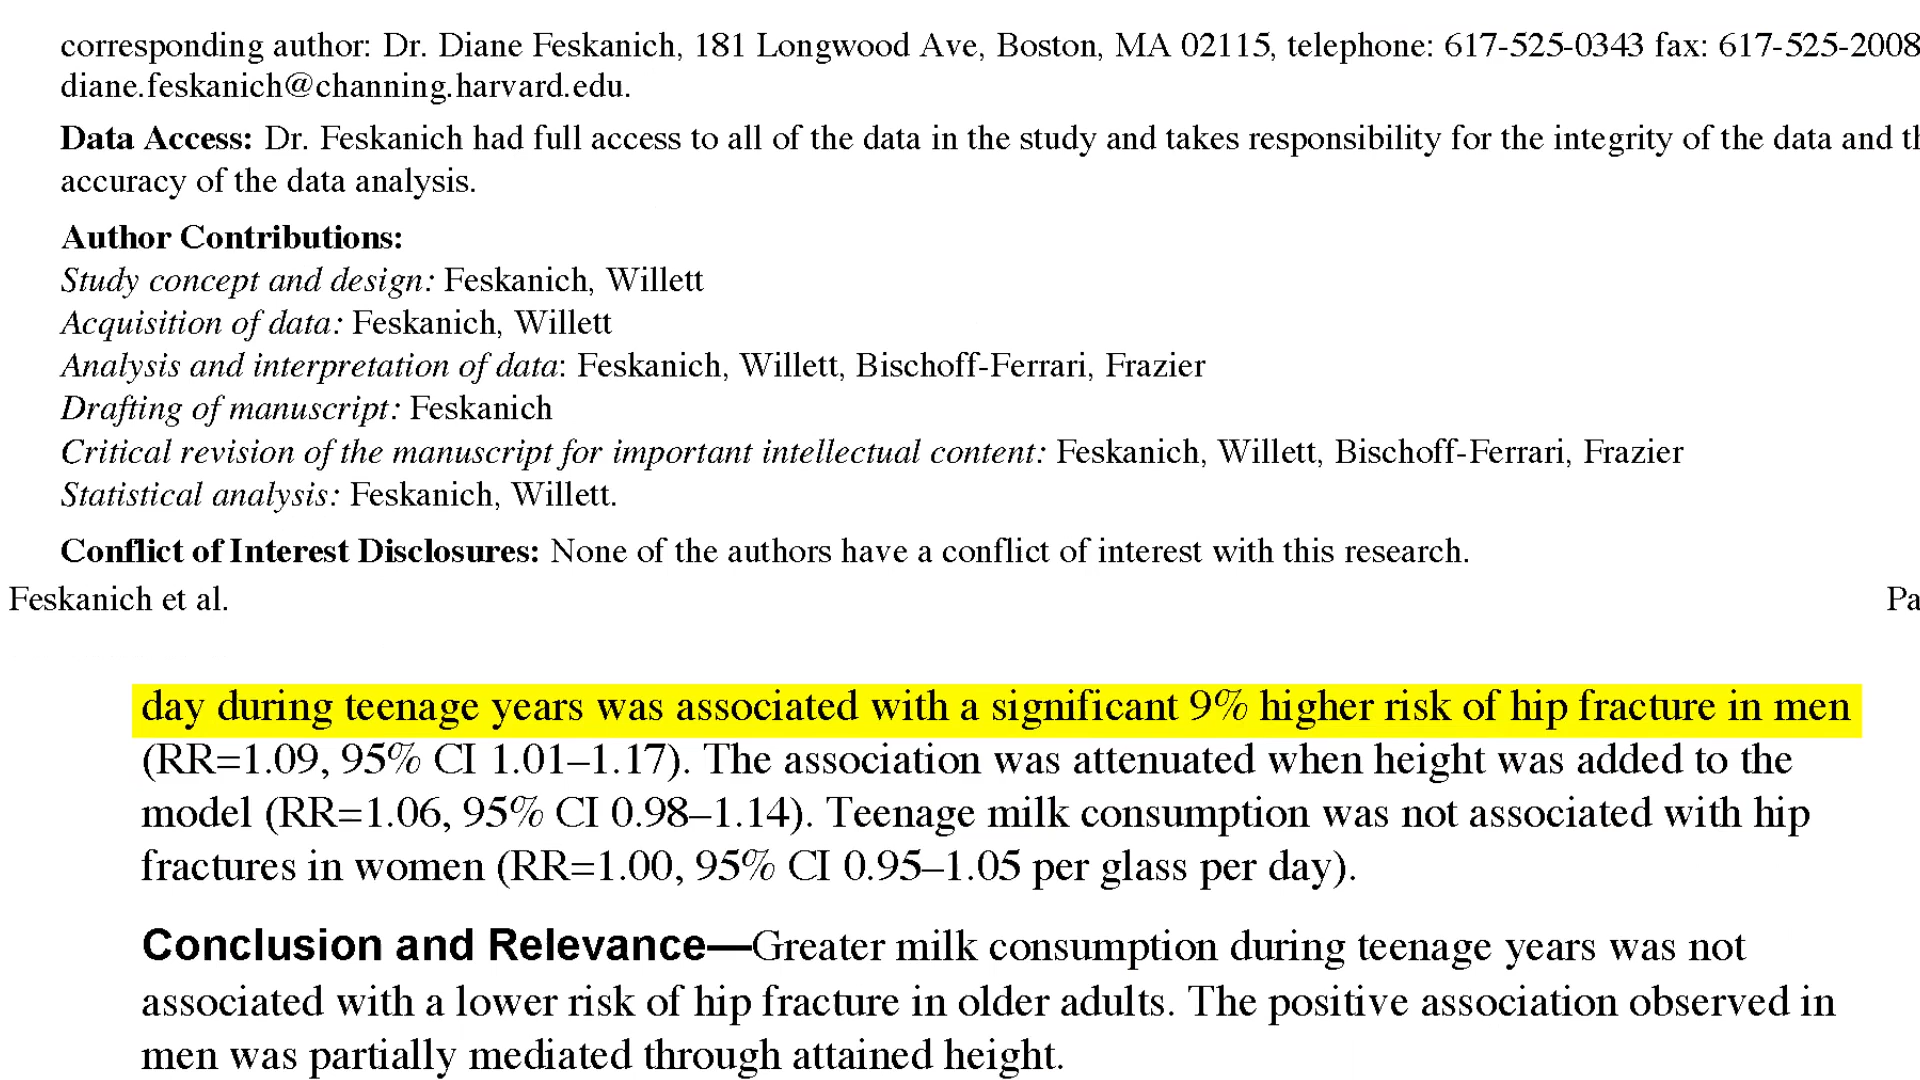 corresponding author: Dr. Diane Feskanich, 181 Longwood Ave, Boston, MA 02115, telephone: 617-525-0343 fax: 617-525-2008
diane.feskanich@channing.harvard.edu.
Data Access: Dr. Feskanich had full access to all of the data in the study and takes responsibility for the integrity of the data and th
accuracy of the data analysis.
Author Contributions:
Study concept and design: Feskanich, Willett
Acquisition of data: Feskanich, Willett
Analysis and interpretation of data: Feskanich, Willett, Bischoff-Ferrari, Frazier
Drafting of manuscript: Feskanich
Critical revision of the manuscript for important intellectual content: Feskanich, Willett, Bischoff-Ferrari, Frazier
Statistical analysis: Feskanich, Willett.
Conflict of Interest Disclosures: None of the authors have a conflict of interest with this research.
Feskanich et al. Pa
day during teenage years was associated with a significant 9% higher risk of hip fracture in men
(RR=1.09, 95% CI 1.01–1.17). The association was attenuated when height was added to the
model (RR=1.06, 95% CI 0.98–1.14). Teenage milk consumption was not associated with hip
fractures in women (RR=1.00, 95% CI 0.95–1.05 per glass per day).
Conclusion and Relevance—Greater milk consumption during teenage years was not
associated with a lower risk of hip fracture in older adults. The positive association observed in
men was partially mediated through attained height.